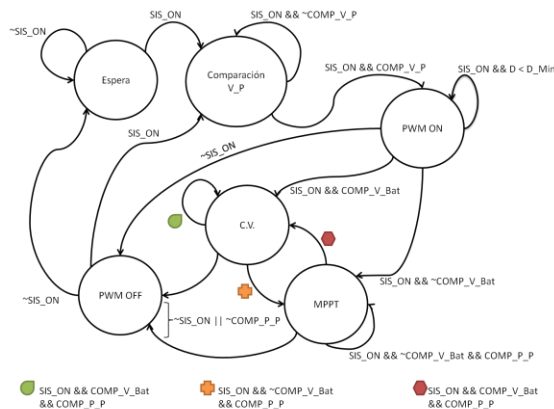 SIS_ON
SIS_ON && ~COMP_V_P
~SIS_ON
Espera
Comparación
V_P
SIS_ON && COMP_V_P
SIS_ON && D < D_Min
SIS_ON
PWM ON
~SIS_ON
SIS_ON && COMP_V_Bat
C.V.
SIS_ON && ~COMP_V_Bat
PWM OFF
MPPT
~SIS_ON
~SIS_ON || ~COMP_P_P
SIS_ON && ~COMP_V_Bat && COMP_P_P
SIS_ON && COMP_V_Bat
&& COMP_P_P
SIS_ON && ~COMP_V_Bat
&& COMP_P_P
SIS_ON && COMP_V_Bat
&& COMP_P_P